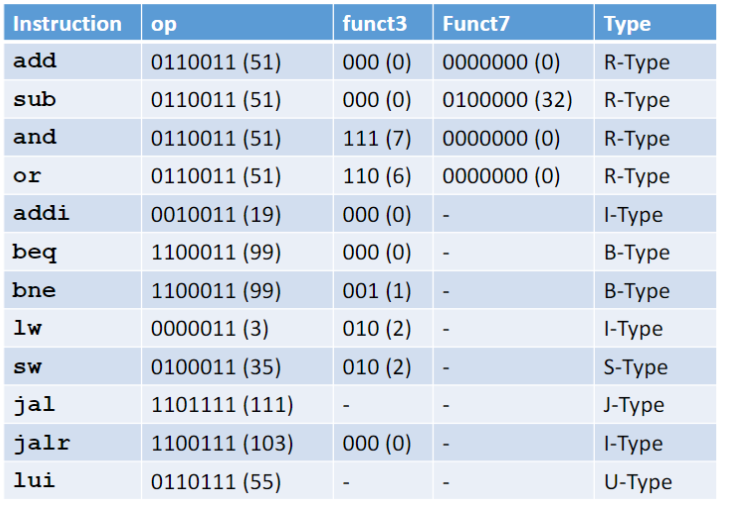 Instruction op funct3 Funct7 Type
add 0110011 (51) 000 (0) 0000000 (0) R-Type
sub 0110011 (51) 000 (0) 0100000 (32) R-Type
and 0110011 (51) 111 (7) 0000000 (0) R-Type
or 0110011 (51) 110 (6) 0000000 (0) R-Type
addi 0010011 (19) 000 (0) - I-Type
beq 1100011 (99) 000 (0) - B-Type
bne 1100011 (99) 001 (1) - B-Type
lw 0000011 (3) 010 (2) - I-Type
sw 0100011 (35) 010 (2) - S-Type
jal 1101111 (111) - - J-Type
jalr 1100111 (103) 000 (0) - I-Type
lui 0110111 (55) - - U-Type